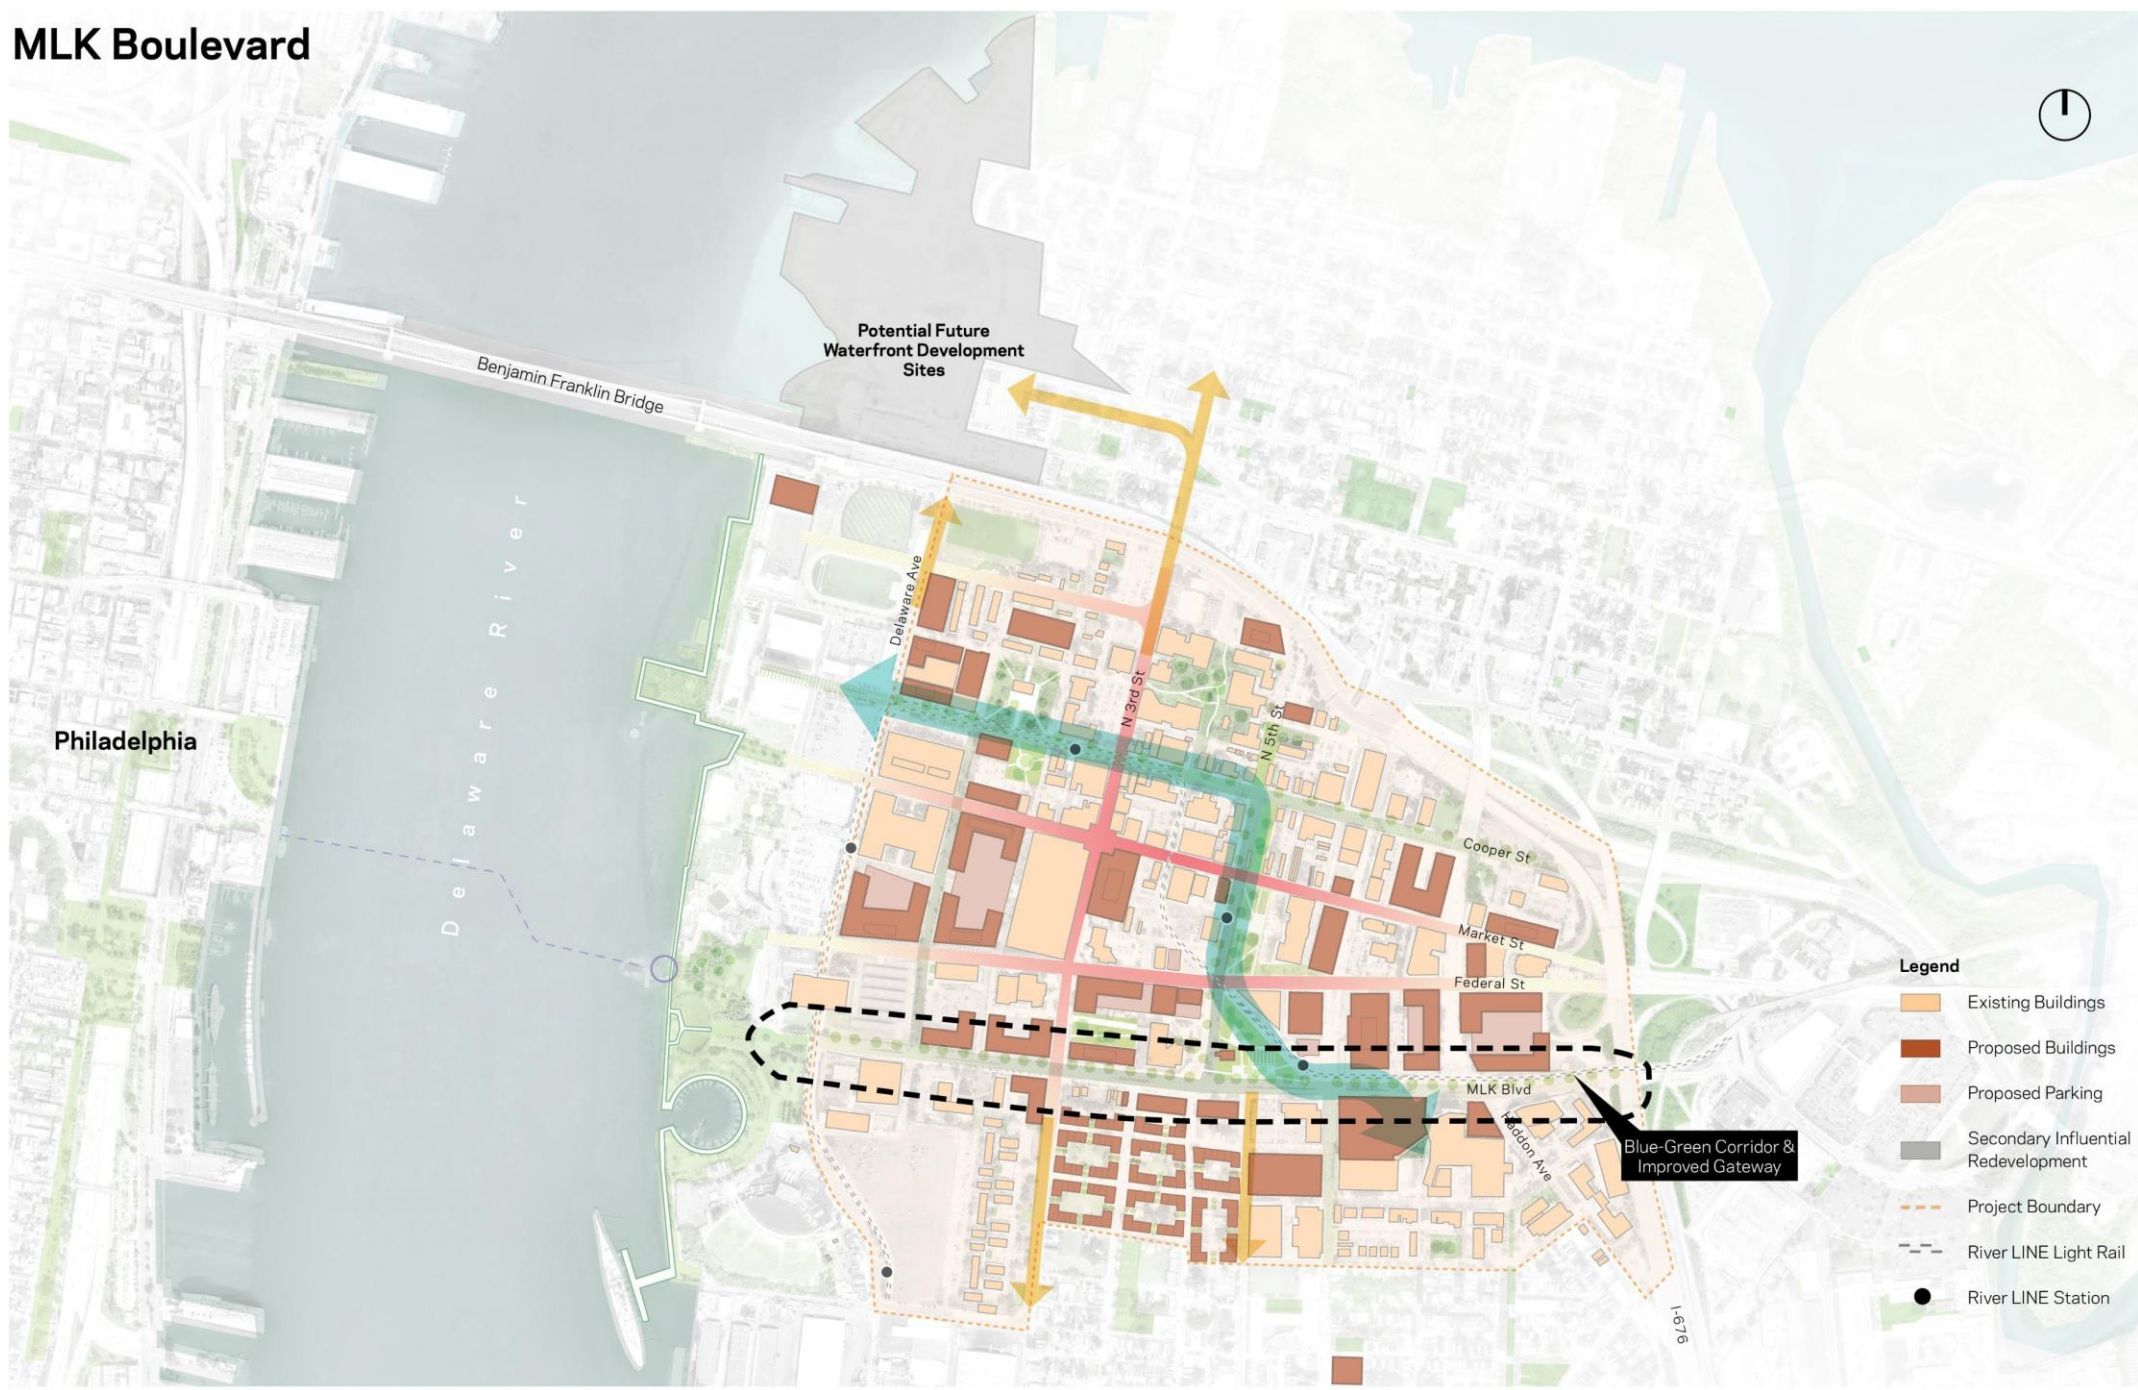 MLK Boulevard
Potential Future
Waterfront Development
Sites
Benjamin Franklin Bridge
Delaware River
Philadelphia
Delaware Ave
N 3rd St
N 5th St
Cooper St
Market St
Federal St
MLK Blvd
Haddon Ave
Blue-Green Corridor &
Improved Gateway
I-676
Legend
Existing Buildings
Proposed Buildings
Proposed Parking
Secondary Influential
Redevelopment
Project Boundary
River LINE Light Rail
River LINE Station